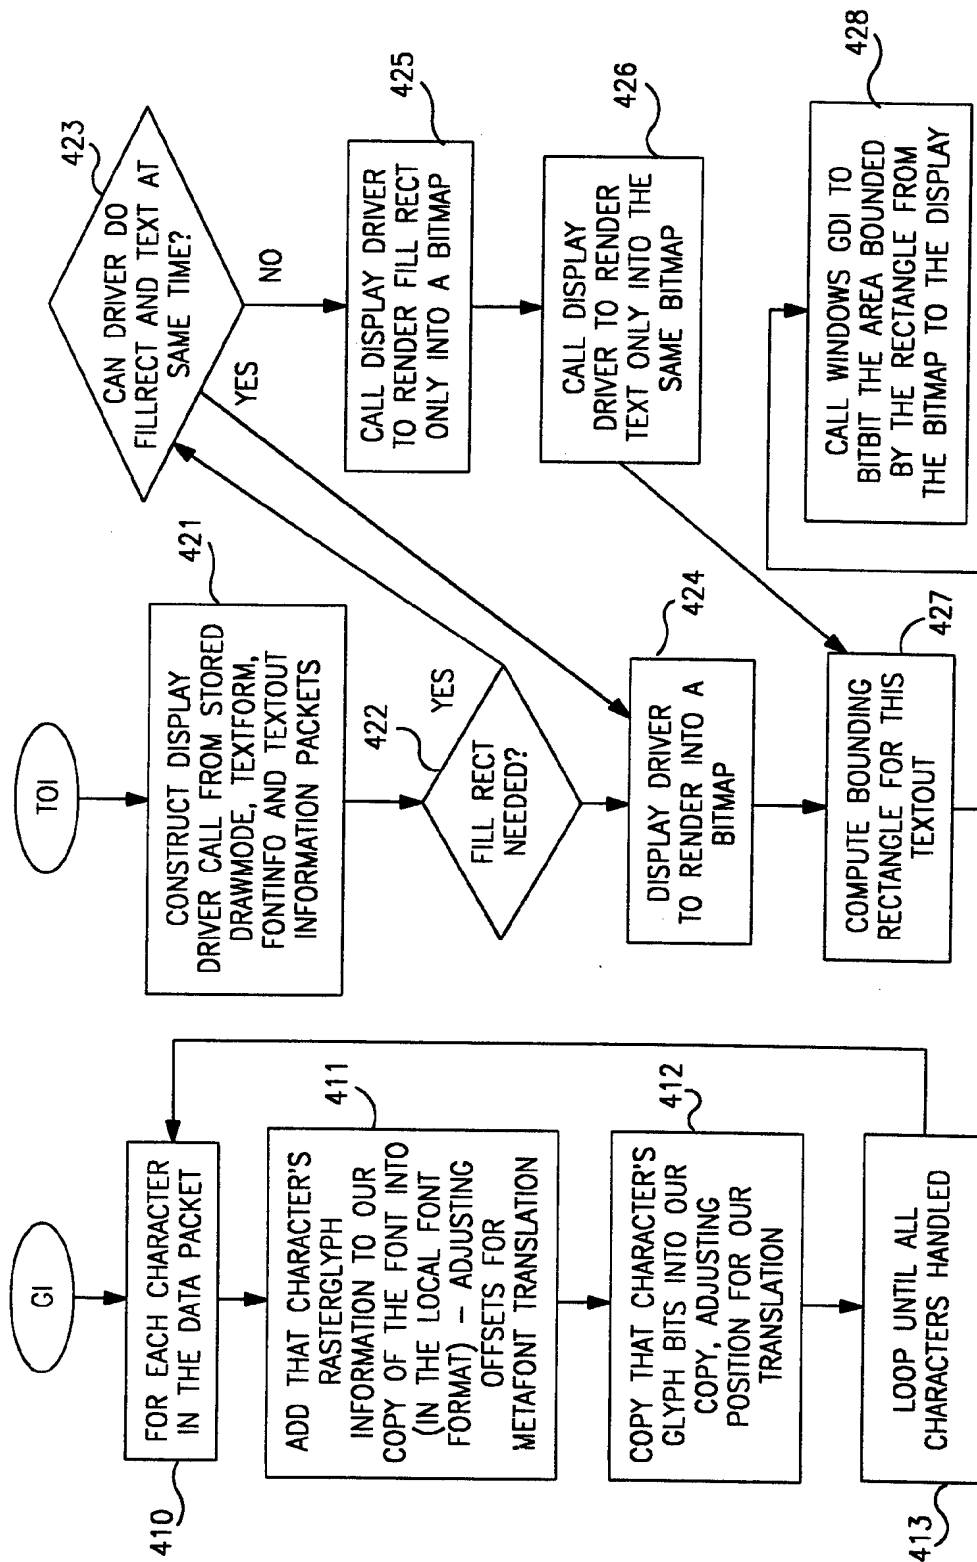 GI
FOR EACH CHARACTER
IN THE DATA PACKET
410
ADD THAT CHARACTER'S
RASTERGLYPH
INFORMATION TO OUR
COPY OF THE FONT INTO
(IN THE LOCAL FONT
FORMAT) – ADJUSTING
OFFSETS FOR
METAFONT TRANSLATION
411
COPY THAT CHARACTER'S
GLYPH BITS INTO OUR
COPY, ADJUSTING
POSITION FOR OUR
TRANSLATION
412
LOOP UNTIL ALL
CHARACTERS HANDLED
413
TOI
CONSTRUCT DISPLAY
DRIVER CALL FROM STORED
DRAWMODE, TEXTFORM,
FONTINFO AND TEXTOUT
INFORMATION PACKETS
421
FILL RECT
NEEDED?
422
YES
DISPLAY DRIVER
TO RENDER INTO A
BITMAP
424
COMPUTE BOUNDING
RECTANGLE FOR THIS
TEXTOUT
427
CAN DRIVER DO
FILLRECT AND TEXT AT
SAME TIME?
423
YES
NO
CALL DISPLAY DRIVER
TO RENDER FILL RECT
ONLY INTO A BITMAP
425
CALL DISPLAY
DRIVER TO RENDER
TEXT ONLY INTO THE
SAME BITMAP
426
CALL WINDOWS GDI TO
BITBIT THE AREA BOUNDED
BY THE RECTANGLE FROM
THE BITMAP TO THE DISPLAY
428